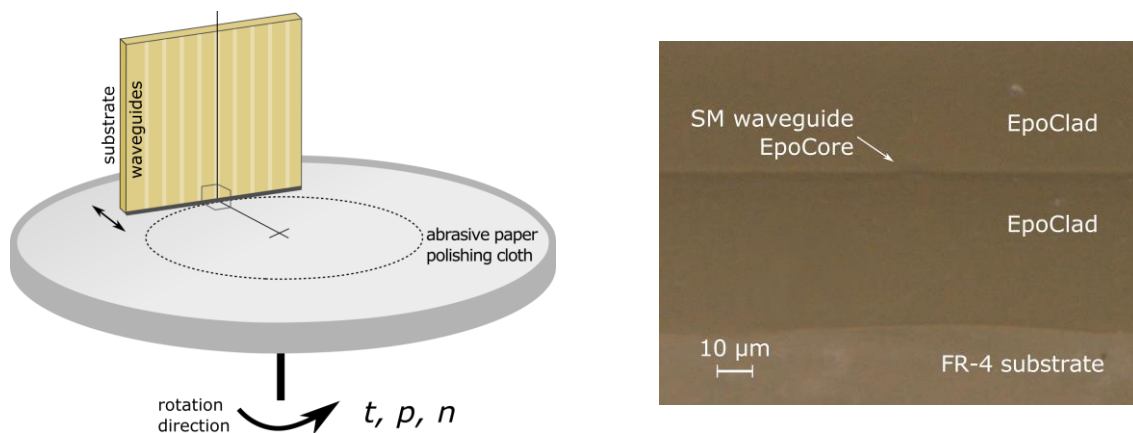 substrate
waveguides
abrasive paper
polishing cloth
rotation
direction
t, p, n
SM waveguide
EpoCore
EpoClad
EpoClad
10 µm
FR-4 substrate